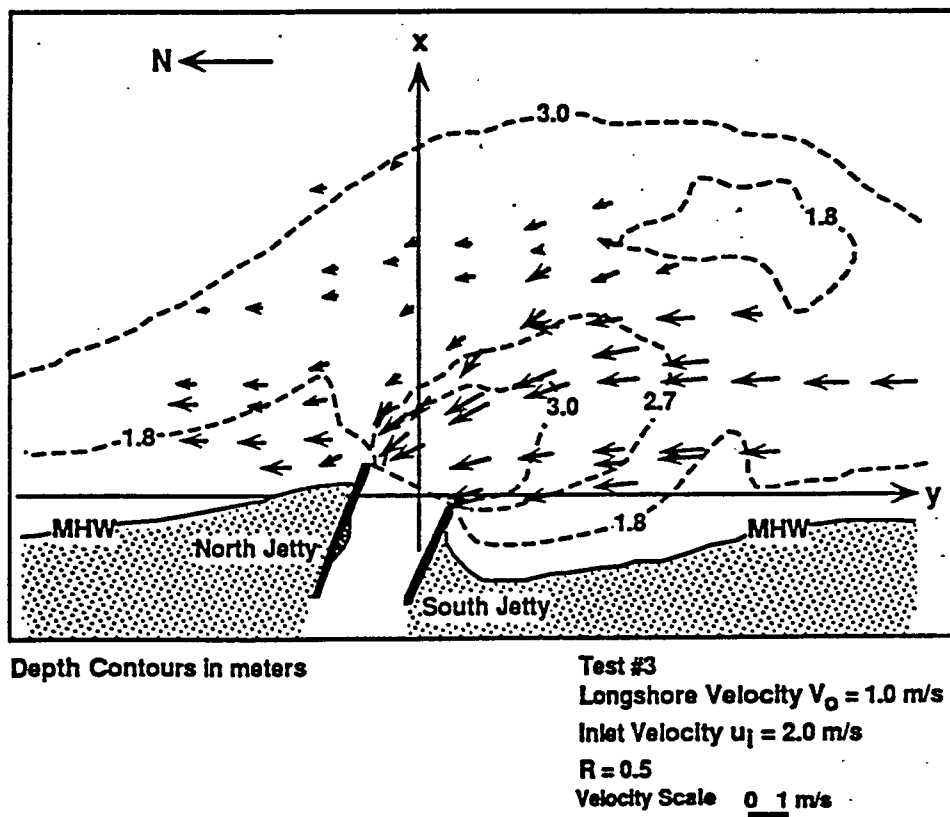 x
N
3.0
1.8
3.0
2.7
1.8
1.8
y
MHW
MHW
North Jetty
South Jetty
Depth Contours in meters
Test #3
Longshore Velocity Vo = 1.0 m/s
Inlet Velocity ui = 2.0 m/s
R = 0.5
Velocity Scale 0 1 m/s